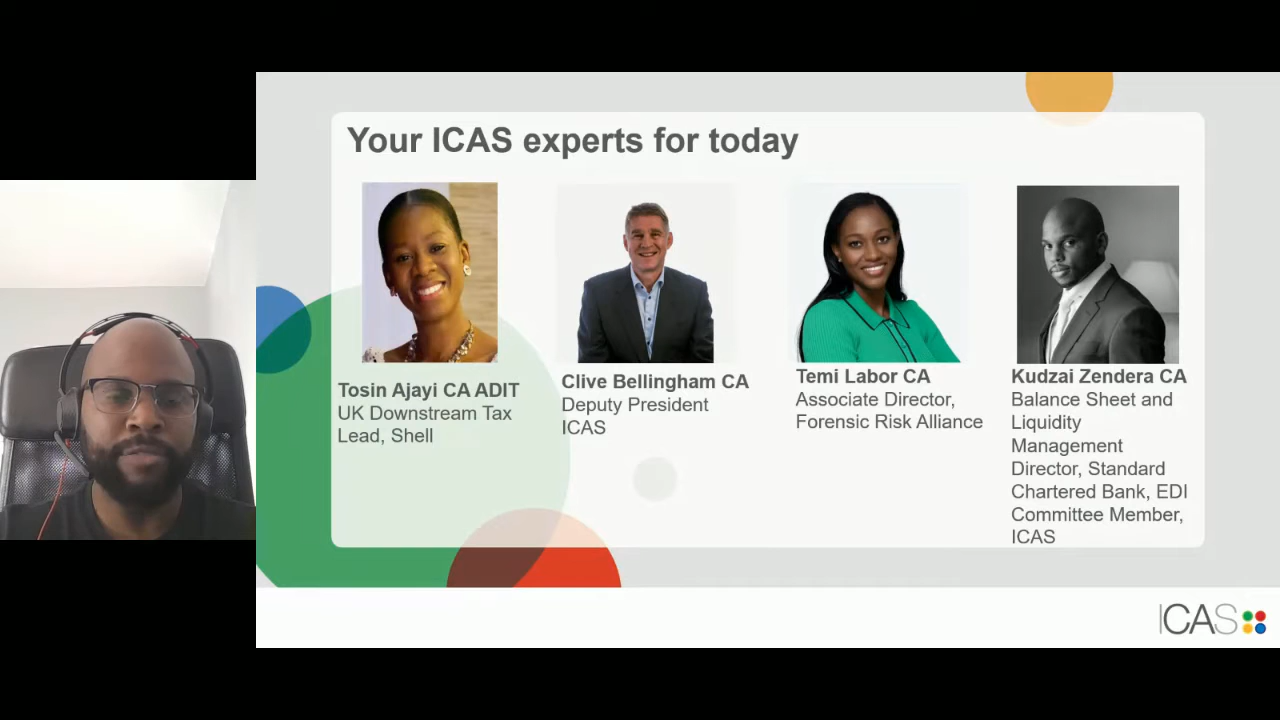 Your ICAS experts for today
Tosin Ajayi CA ADIT
UK Downstream Tax
Lead, Shell
Clive Bellingham CA
Deputy President
ICAS
Temi Labor CA
Associate Director,
Forensic Risk Alliance
Kudzai Zendera CA
Balance Sheet and
Liquidity
Management
Director, Standard
Chartered Bank, EDI
Committee Member,
ICAS
ICAS